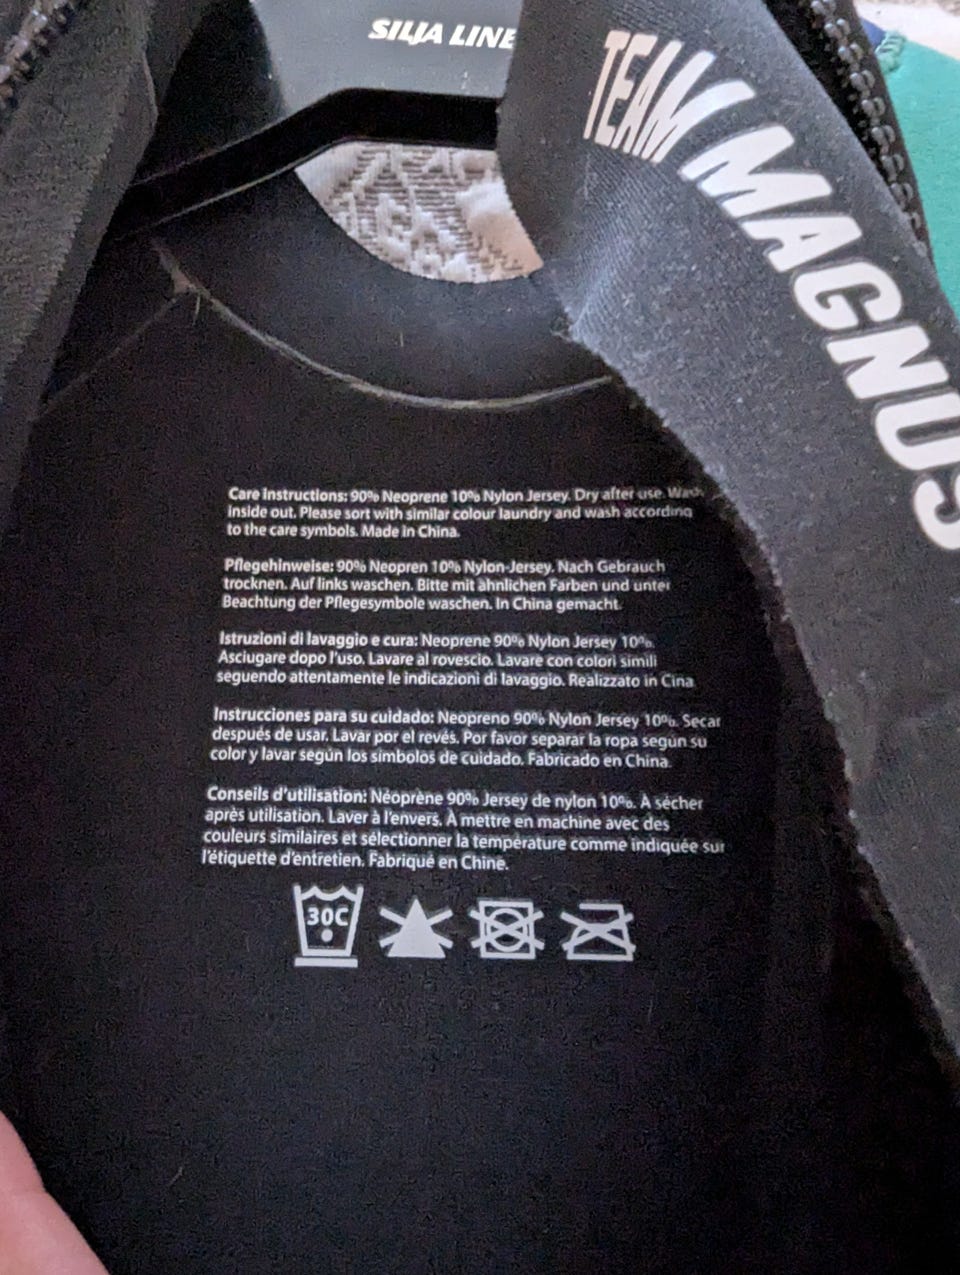 SILJA LINE
TEAM MAGNUS
Care instructions: 90% Neoprene 10% Nylon Jersey. Dry after use. Wash
inside out. Please sort with similar colour laundry and wash according
to the care symbols. Made in China.
Pflegehinweise: 90% Neopren 10% Nylon-Jersey. Nach Gebrauch
trocknen. Auf links waschen. Bitte mit ähnlichen Farben und unter
Beachtung der Pflegesymbole waschen. In China gemacht.
Istruzioni di lavaggio e cura: Neoprene 90% Nylon Jersey 10%.
Asciugare dopo l'uso. Lavare al rovescio. Lavare con colori simili
seguendo attentamente le indicazioni di lavaggio. Realizzato in Cina
Instrucciones para su cuidado: Neopreno 90% Nylon Jersey 10%. Secar
después de usar. Lavar por el revés. Por favor separar la ropa según su
color y lavar según los símbolos de cuidado. Fabricado en China.
Conseils d'utilisation: Néoprène 90% Jersey de nylon 10%. À sécher
après utilisation. Laver à l'envers. À mettre en machine avec des
couleurs similaires et sélectionner la température comme indiquée sur
l'étiquette d'entretien. Fabriqué en Chine.
30C